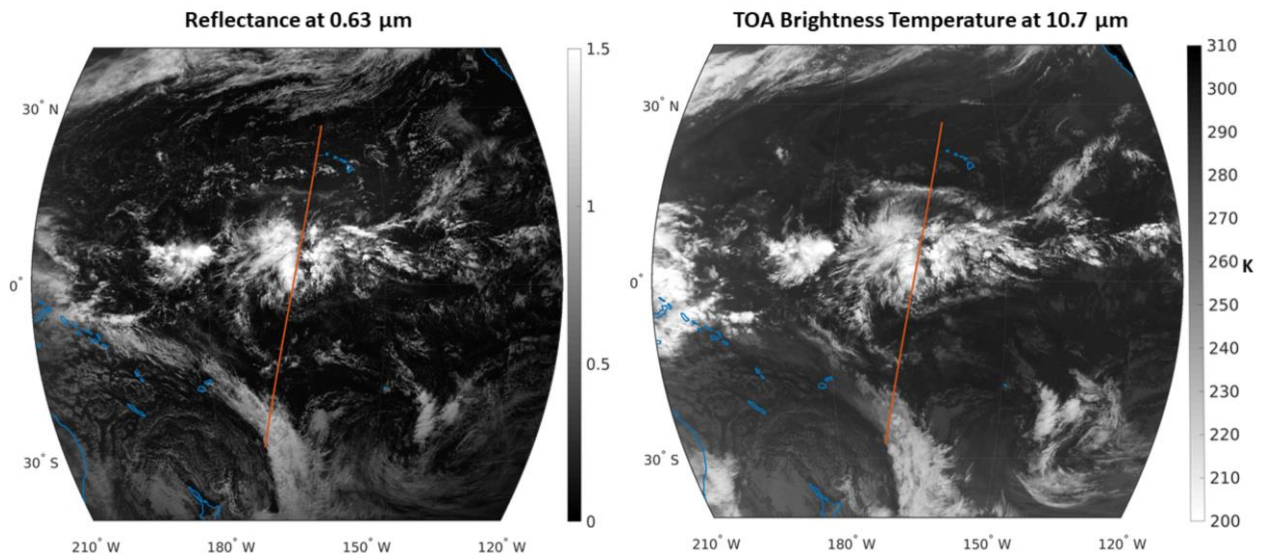 Reflectance at 0.63 µm
TOA Brightness Temperature at 10.7 µm
30° N
0°
30° S
210° W
180° W
150° W
120° W
1.5
1
0.5
0
30° N
0°
30° S
210° W
180° W
150° W
120° W
310
300
290
280
270
260
250
240
230
220
210
200
K